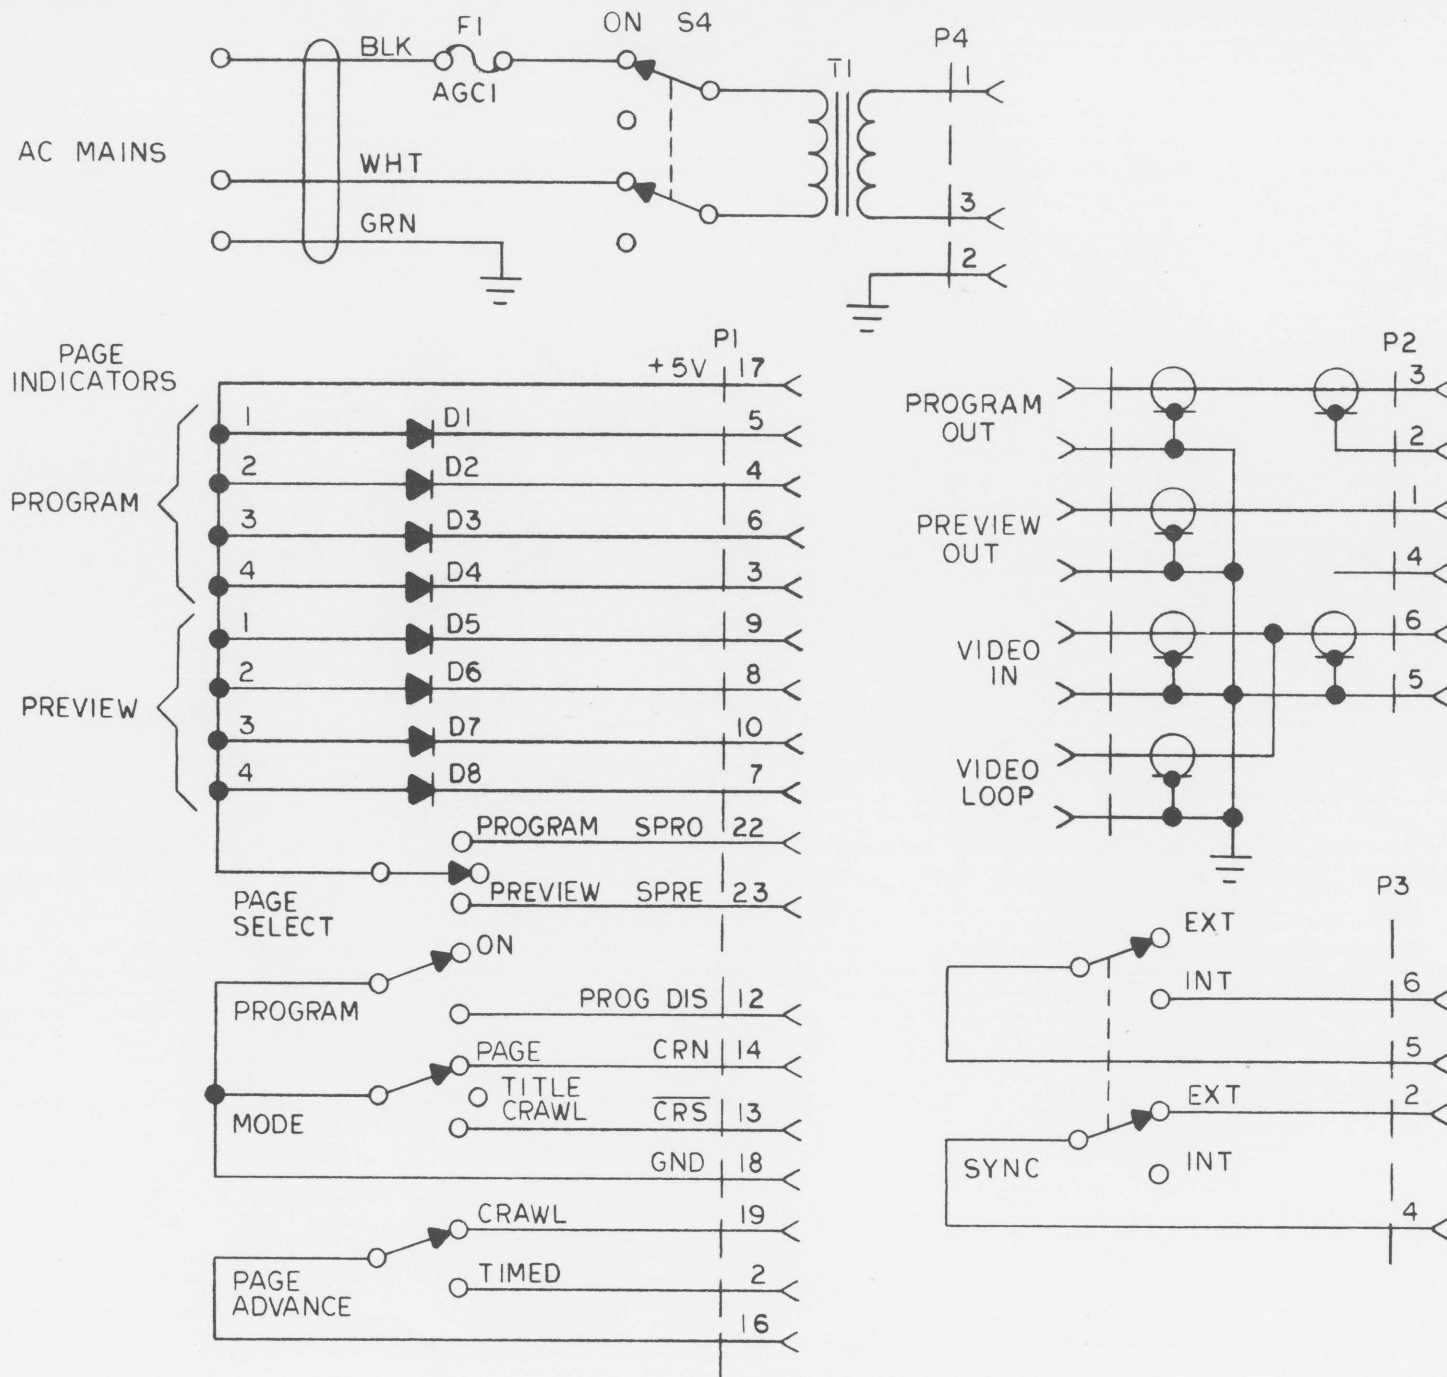 F1
ON S4
P4
BLK
T1
1
AGC1
AC MAINS
WHT
3
GRN
2
PAGE
INDICATORS
P1
+5V 17
1 D1 5
2 D2 4
PROGRAM
3 D3 6
4 D4 3
1 D5 9
2 D6 8
PREVIEW
3 D7 10
4 D8 7
PROGRAM SPRO 22
PREVIEW SPRE 23
PAGE
SELECT
ON
PROGRAM
PROG DIS 12
PAGE CRN 14
TITLE
CRAWL
C̅R̅S̅ 13
MODE
GND 18
CRAWL 19
TIMED 2
PAGE
ADVANCE
16
P2
3
PROGRAM
OUT
2
1
PREVIEW
OUT
4
6
VIDEO
IN
5
VIDEO
LOOP
P3
EXT
INT 6
5
EXT 2
SYNC
INT
4